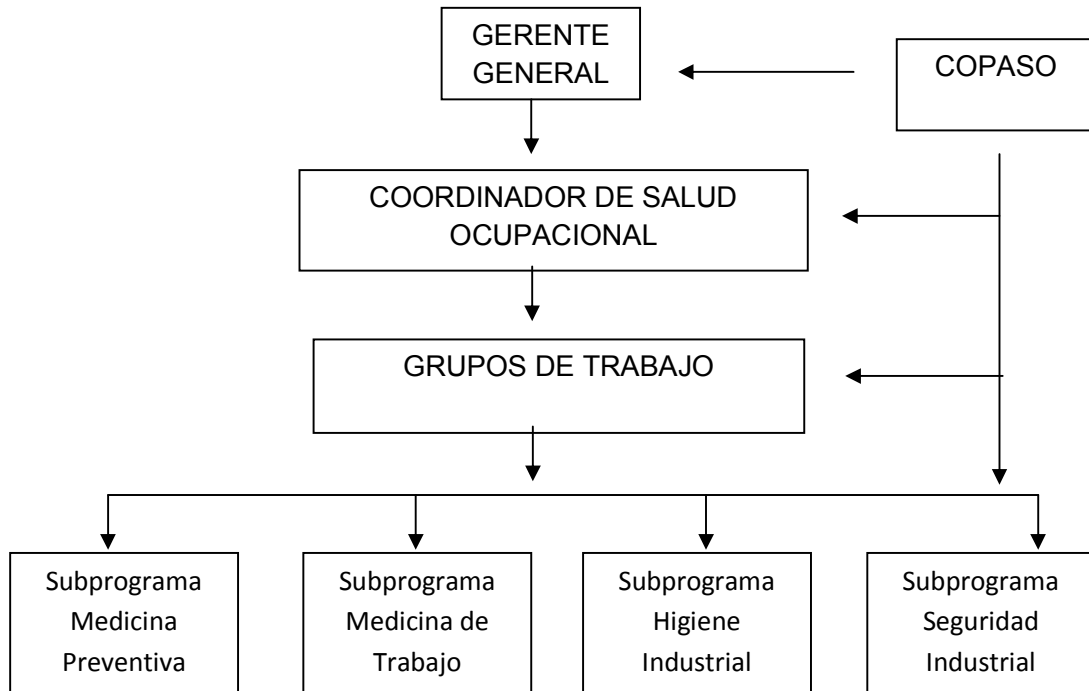 GERENTE
GENERAL
COPASO
COORDINADOR DE SALUD
OCUPACIONAL
GRUPOS DE TRABAJO
Subprograma
Medicina
Preventiva
Subprograma
Medicina de
Trabajo
Subprograma
Higiene
Industrial
Subprograma
Seguridad
Industrial